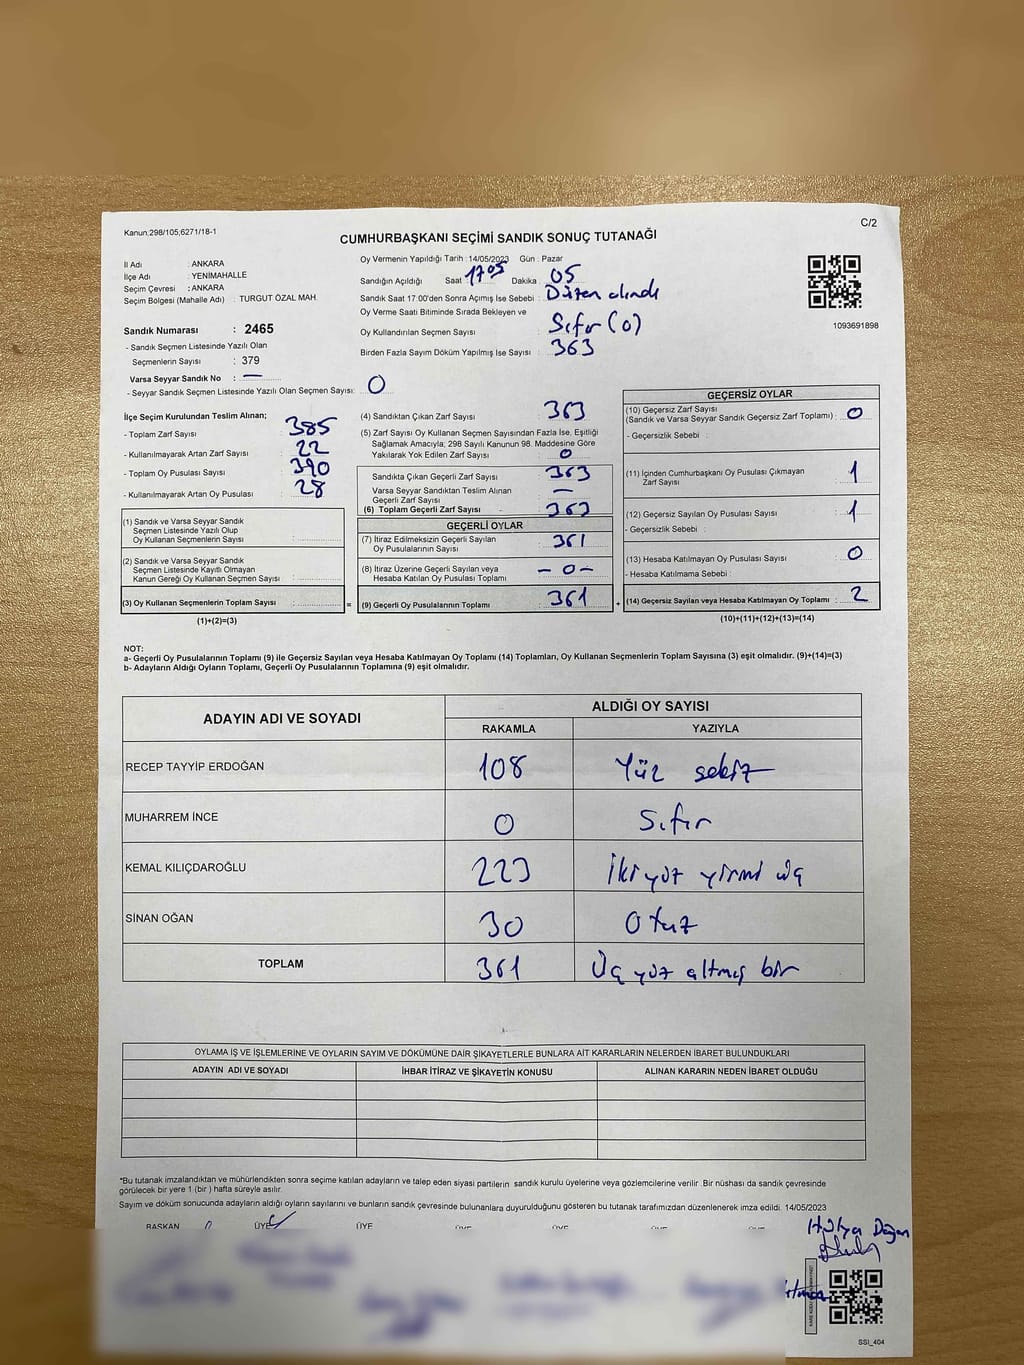 Kanun:298/105;6271/18-1
C/2
CUMHURBAŞKANI SEÇİMİ SANDIK SONUÇ TUTANAĞI
İl Adı : ANKARA
İlçe Adı : YENİMAHALLE
Seçim Çevresi : ANKARA
Seçim Bölgesi (Mahalle Adı) : TURGUT ÖZAL MAH.
Sandık Numarası : 2465
- Sandık Seçmen Listesinde Yazılı Olan
Seçmenlerin Sayısı : 379
Varsa Seyyar Sandık No : —
- Seyyar Sandık Seçmen Listesinde Yazılı Olan Seçmen Sayısı: 0
Oy Vermenin Yapıldığı Tarih : 14/05/2023 Gün : Pazar
Sandığın Açıldığı Saat : 1705 Dakika : 05
Sandık Saat 17:00'den Sonra Açmış İse Sebebi : Düzen alındı
Oy Verme Saati Bitiminde Sırada Bekleyen ve
Oy Kullandırılan Seçmen Sayısı : Sıfır (0)
Birden Fazla Sayım Döküm Yapılmış İse Sayısı : 363
1093691898
İlçe Seçim Kurulundan Teslim Alınan;
- Toplam Zarf Sayısı : 385
- Kullanılmayarak Artan Zarf Sayısı : 22
- Toplam Oy Pusulası Sayısı : 390
- Kullanılmayarak Artan Oy Pusulası : 28
(1) Sandık ve Varsa Seyyar Sandık
Seçmen Listesinde Yazılı Olup
Oy Kullanan Seçmenlerin Sayısı :
(2) Sandık ve Varsa Seyyar Sandık
Seçmen Listesinde Kayıtlı Olmayan
Kanun Gereği Oy Kullanan Seçmen Sayısı :
(3) Oy Kullanan Seçmenlerin Toplam Sayısı : =
(1)+(2)=(3)
(4) Sandıktan Çıkan Zarf Sayısı : 363
(5) Zarf Sayısı Oy Kullanan Seçmen Sayısından Fazla İse, Eşitliği
Sağlamak Amacıyla; 298 Sayılı Kanunun 98. Maddesine Göre
Yakılarak Yok Edilen Zarf Sayısı : 0
Sandıkta Çıkan Geçerli Zarf Sayısı : 363
Varsa Seyyar Sandıktan Teslim Alınan
Geçerli Zarf Sayısı : —
(6) Toplam Geçerli Zarf Sayısı : 363
GEÇERLİ OYLAR
(7) İtiraz Edilmeksizin Geçerli Sayılan
Oy Pusulalarının Sayısı : 361
(8) İtiraz Üzerine Geçerli Sayılan veya
Hesaba Katılan Oy Pusulası Toplamı : -0-
(9) Geçerli Oy Pusulalarının Toplamı : 361 +
GEÇERSİZ OYLAR
(10) Geçersiz Zarf Sayısı
(Sandık ve Varsa Seyyar Sandık Geçersiz Zarf Toplamı) : 0
- Geçersizlik Sebebi :
(11) İçinden Cumhurbaşkanı Oy Pusulası Çıkmayan
Zarf Sayısı : 1
(12) Geçersiz Sayılan Oy Pusulası Sayısı : 1
- Geçersizlik Sebebi :
(13) Hesaba Katılmayan Oy Pusulası Sayısı : 0
- Hesaba Katılmama Sebebi :
(14) Geçersiz Sayılan veya Hesaba Katılmayan Oy Toplamı : 2
(10)+(11)+(12)+(13)=(14)
NOT:
a- Geçerli Oy Pusulalarının Toplamı (9) ile Geçersiz Sayılan veya Hesaba Katılmayan Oy Toplamı (14) Toplamları, Oy Kullanan Seçmenlerin Toplam Sayısına (3) eşit olmalıdır. (9)+(14)=(3)
b- Adayların Aldığı Oyların Toplamı, Geçerli Oy Pusulalarının Toplamına (9) eşit olmalıdır.
ADAYIN ADI VE SOYADI
ALDIĞI OY SAYISI
RAKAMLA YAZIYLA
RECEP TAYYİP ERDOĞAN 108 Yüz sekiz
MUHARREM İNCE 0 Sıfır
KEMAL KILIÇDAROĞLU 223 İki yüz yirmi üç
SİNAN OĞAN 30 Otuz
TOPLAM 361 Üç yüz altmış bir
OYLAMA İŞ VE İŞLEMLERİNE VE OYLARIN SAYIM VE DÖKÜMÜNE DAİR ŞİKAYETLERLE BUNLARA AİT KARARLARIN NELERDEN İBARET BULUNDUKLARI
ADAYIN ADI VE SOYADI İHBAR İTİRAZ VE ŞİKAYETİN KONUSU ALINAN KARARIN NEDEN İBARET OLDUĞU
*Bu tutanak imzalandıktan ve mühürlendikten sonra seçime katılan adayların ve talep eden siyasi partilerin sandık kurulu üyelerine veya gözlemcilerine verilir .Bir nüshası da sandık çevresinde
görülecek bir yere 1 (bir ) hafta süreyle asılır.
Sayım ve döküm sonucunda adayların aldığı oyların sayılarını ve bunların sandık çevresinde bulunanlara duyurulduğunu gösteren bu tutanak tarafımızdan düzenlenerek imza edildi. 14/05/2023
BAŞKAN ÜYE ÜYE
Hülya Doğan
SSI_404